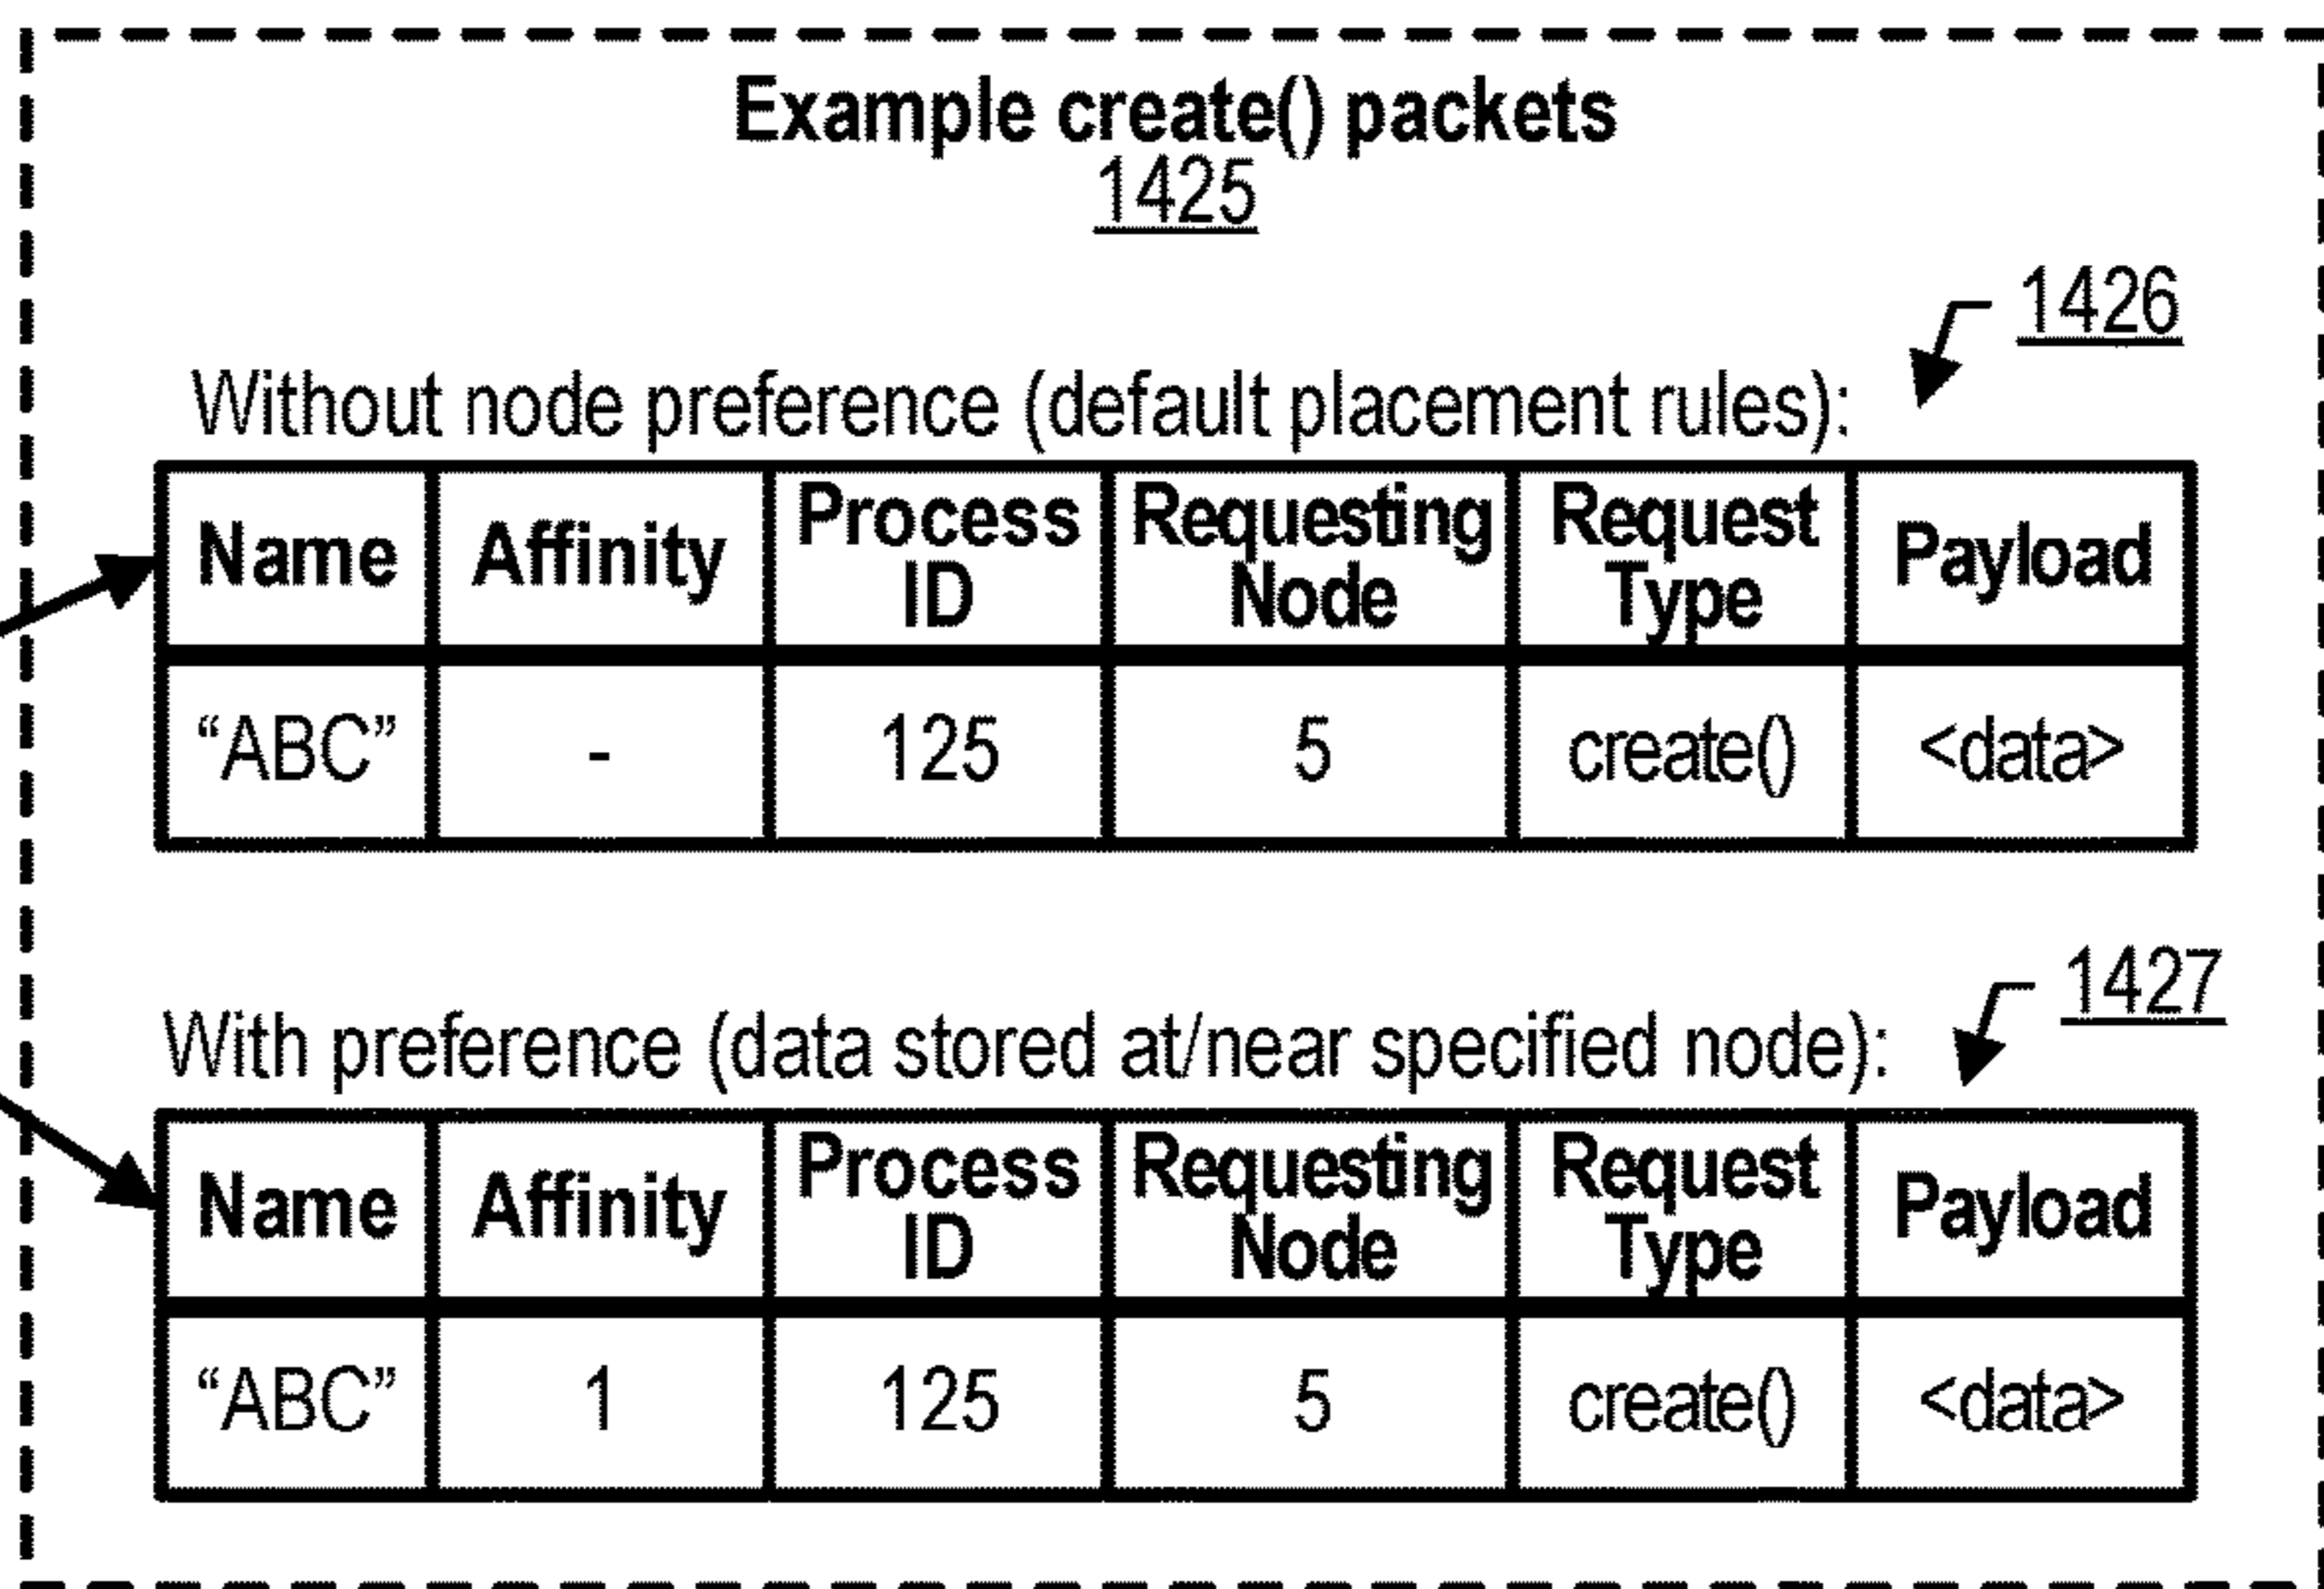 Example create() packets
1425
1426
Without node preference (default placement rules):
Name Affinity Process ID Requesting Node Request Type Payload
“ABC” - 125 5 create() <data>
1427
With preference (data stored at/near specified node):
Name Affinity Process ID Requesting Node Request Type Payload
“ABC” 1 125 5 create() <data>